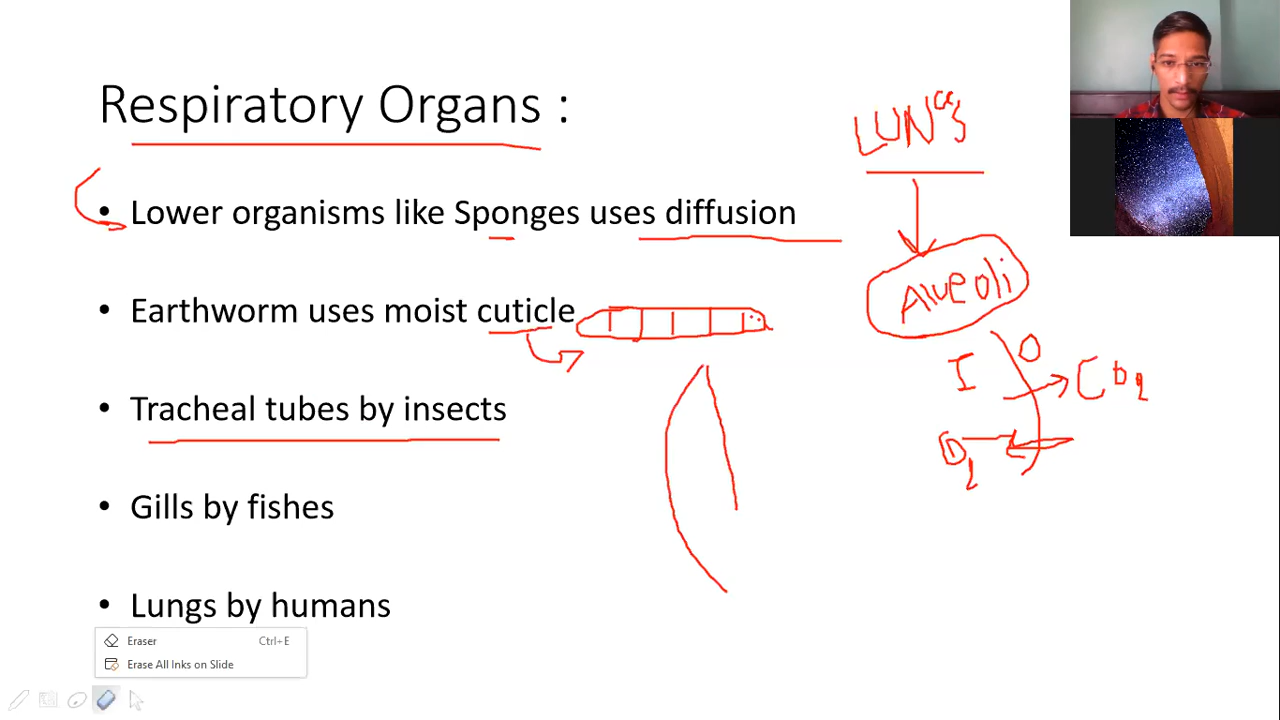 Respiratory Organs :
LUNGS
• Lower organisms like Sponges uses diffusion
Alveoli
• Earthworm uses moist cuticle
I O CO2
• Tracheal tubes by insects
O2
• Gills by fishes
• Lungs by humans
Eraser Ctrl+E
Erase All Inks on Slide